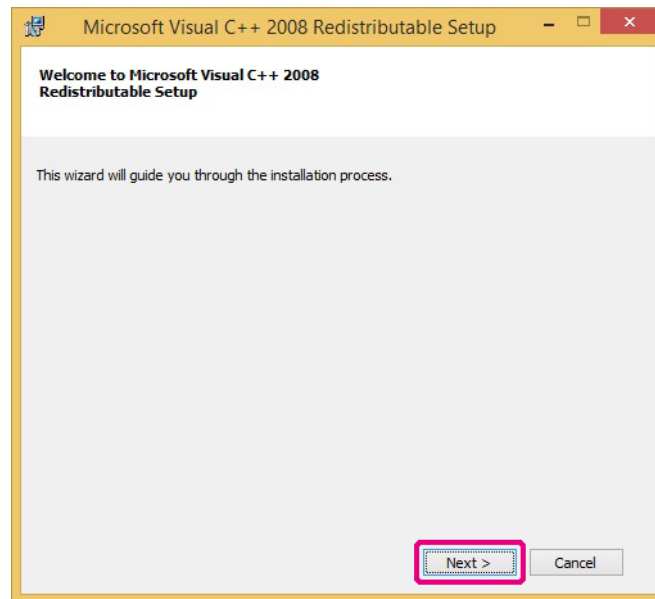 Microsoft Visual C++ 2008 Redistributable Setup
Welcome to Microsoft Visual C++ 2008
Redistributable Setup
This wizard will guide you through the installation process.
Next >
Cancel